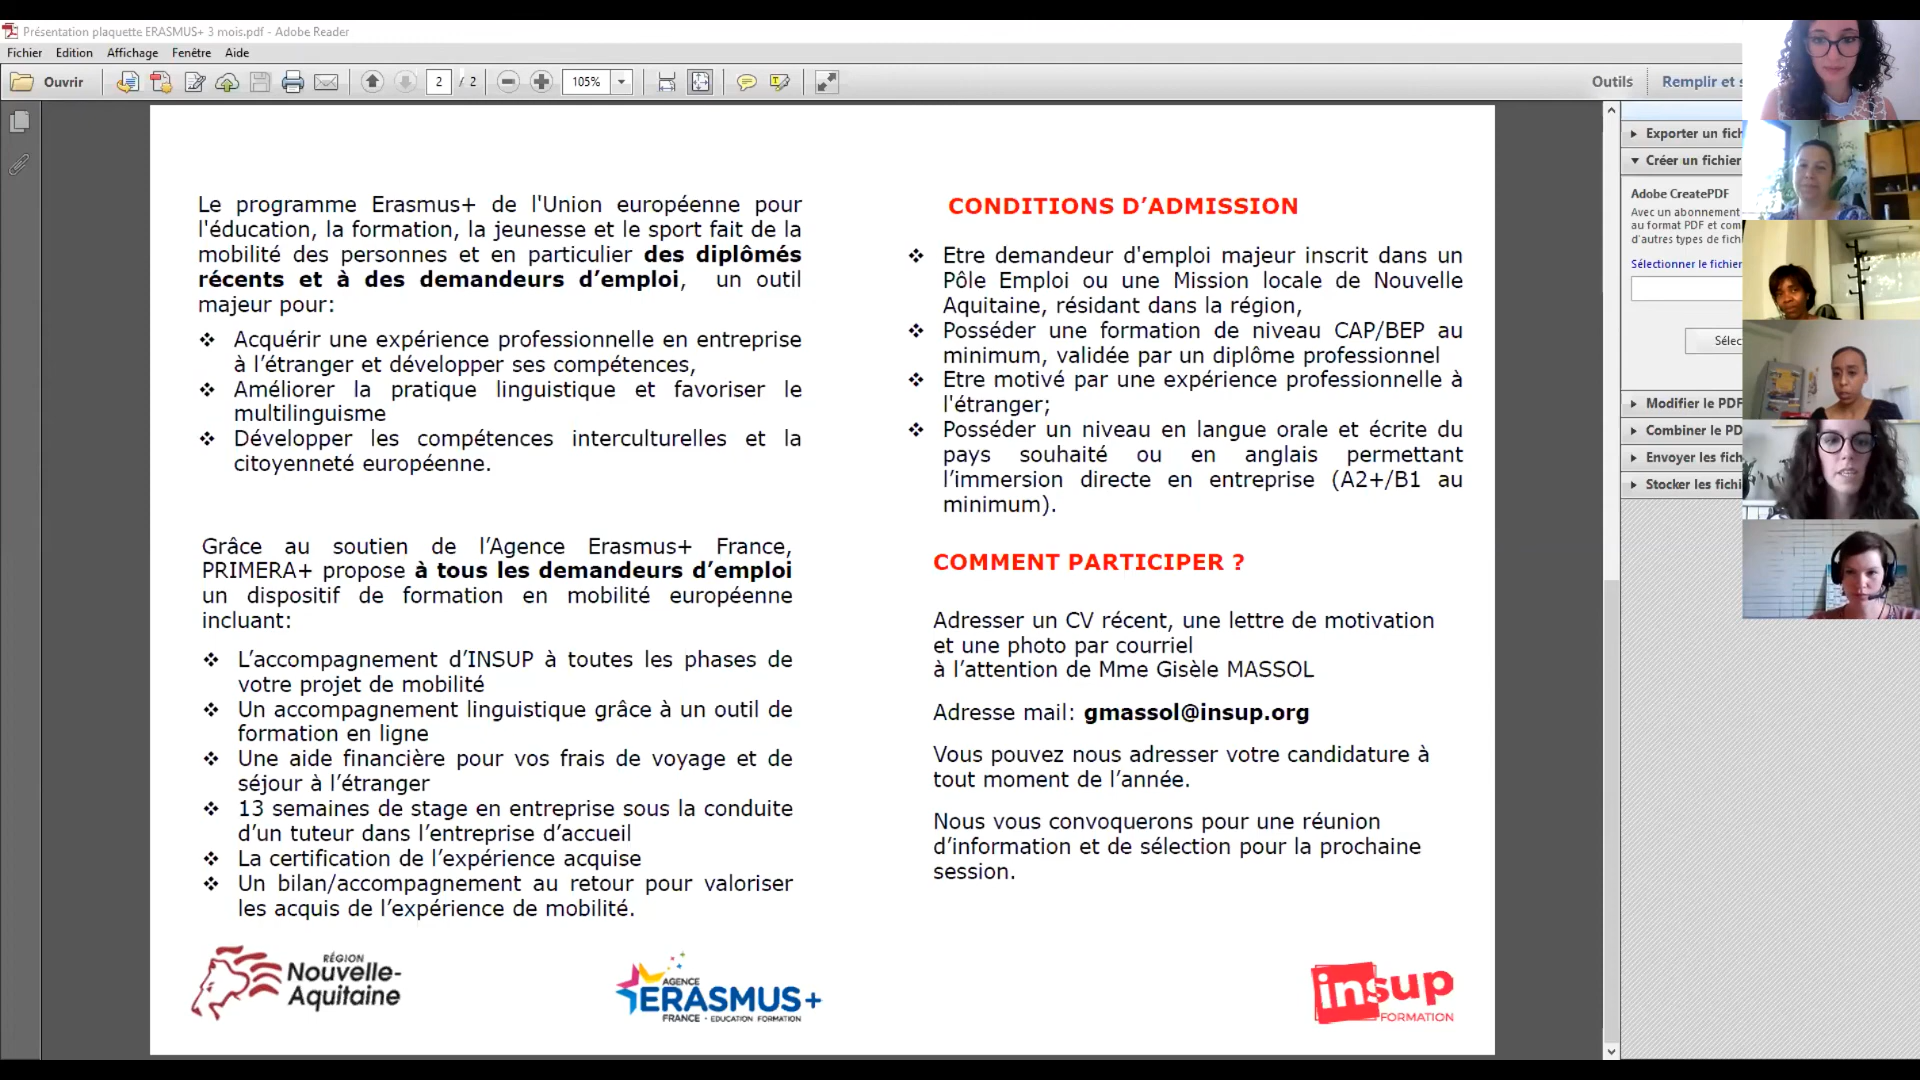 Présentation plaquette ERASMUS+ 3 mois.pdf - Adobe Reader
Fichier Edition Affichage Fenêtre Aide
Ouvrir 2 / 2 105% Outils Remplir et s
Le programme Erasmus+ de l'Union européenne pour
l'éducation, la formation, la jeunesse et le sport fait de la
mobilité des personnes et en particulier des diplômés
récents et à des demandeurs d’emploi, un outil
majeur pour:
❖ Acquérir une expérience professionnelle en entreprise
à l’étranger et développer ses compétences,
❖ Améliorer la pratique linguistique et favoriser le
multilinguisme
❖ Développer les compétences interculturelles et la
citoyenneté européenne.
Grâce au soutien de l’Agence Erasmus+ France,
PRIMERA+ propose à tous les demandeurs d’emploi
un dispositif de formation en mobilité européenne
incluant:
❖ L’accompagnement d’INSUP à toutes les phases de
votre projet de mobilité
❖ Un accompagnement linguistique grâce à un outil de
formation en ligne
❖ Une aide financière pour vos frais de voyage et de
séjour à l’étranger
❖ 13 semaines de stage en entreprise sous la conduite
d’un tuteur dans l’entreprise d’accueil
❖ La certification de l’expérience acquise
❖ Un bilan/accompagnement au retour pour valoriser
les acquis de l’expérience de mobilité.
CONDITIONS D’ADMISSION
❖ Etre demandeur d'emploi majeur inscrit dans un
Pôle Emploi ou une Mission locale de Nouvelle
Aquitaine, résidant dans la région,
❖ Posséder une formation de niveau CAP/BEP au
minimum, validée par un diplôme professionnel
❖ Etre motivé par une expérience professionnelle à
l'étranger;
❖ Posséder un niveau en langue orale et écrite du
pays souhaité ou en anglais permettant
l’immersion directe en entreprise (A2+/B1 au
minimum).
COMMENT PARTICIPER ?
Adresser un CV récent, une lettre de motivation
et une photo par courriel
à l’attention de Mme Gisèle MASSOL
Adresse mail: gmassol@insup.org
Vous pouvez nous adresser votre candidature à
tout moment de l’année.
Nous vous convoquerons pour une réunion
d’information et de sélection pour la prochaine
session.
RÉGION
Nouvelle-
Aquitaine
AGENCE
ERASMUS+
FRANCE • EDUCATION FORMATION
insup
FORMATION
Exporter un fich
Créer un fichier
Adobe CreatePDF
Avec un abonnement
au format PDF et com
d'autres types de fich
Sélectionner le fichier
Sélec
Modifier le PDF
Combiner le PD
Envoyer les fich
Stocker les fichi